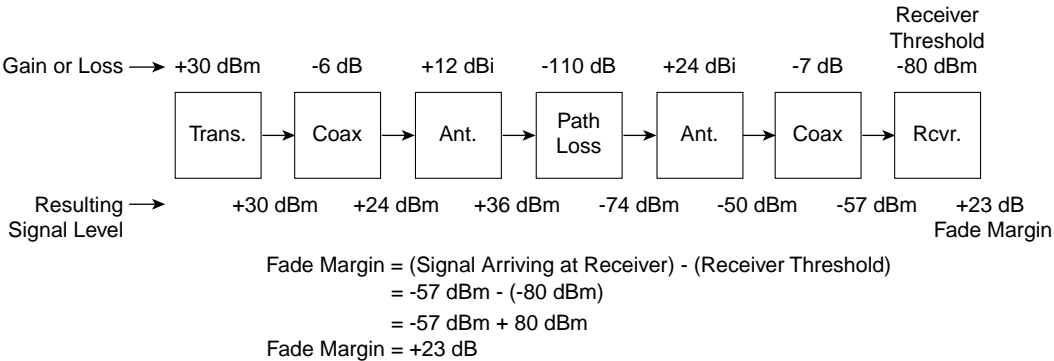 Receiver
Threshold
Gain or Loss +30 dBm -6 dB +12 dBi -110 dB +24 dBi -7 dB -80 dBm
Trans. Coax Ant. Path Loss Ant. Coax Rcvr.
Resulting Signal Level +30 dBm +24 dBm +36 dBm -74 dBm -50 dBm -57 dBm +23 dB Fade Margin
Fade Margin = (Signal Arriving at Receiver) - (Receiver Threshold)
= -57 dBm - (-80 dBm)
= -57 dBm + 80 dBm
Fade Margin = +23 dB